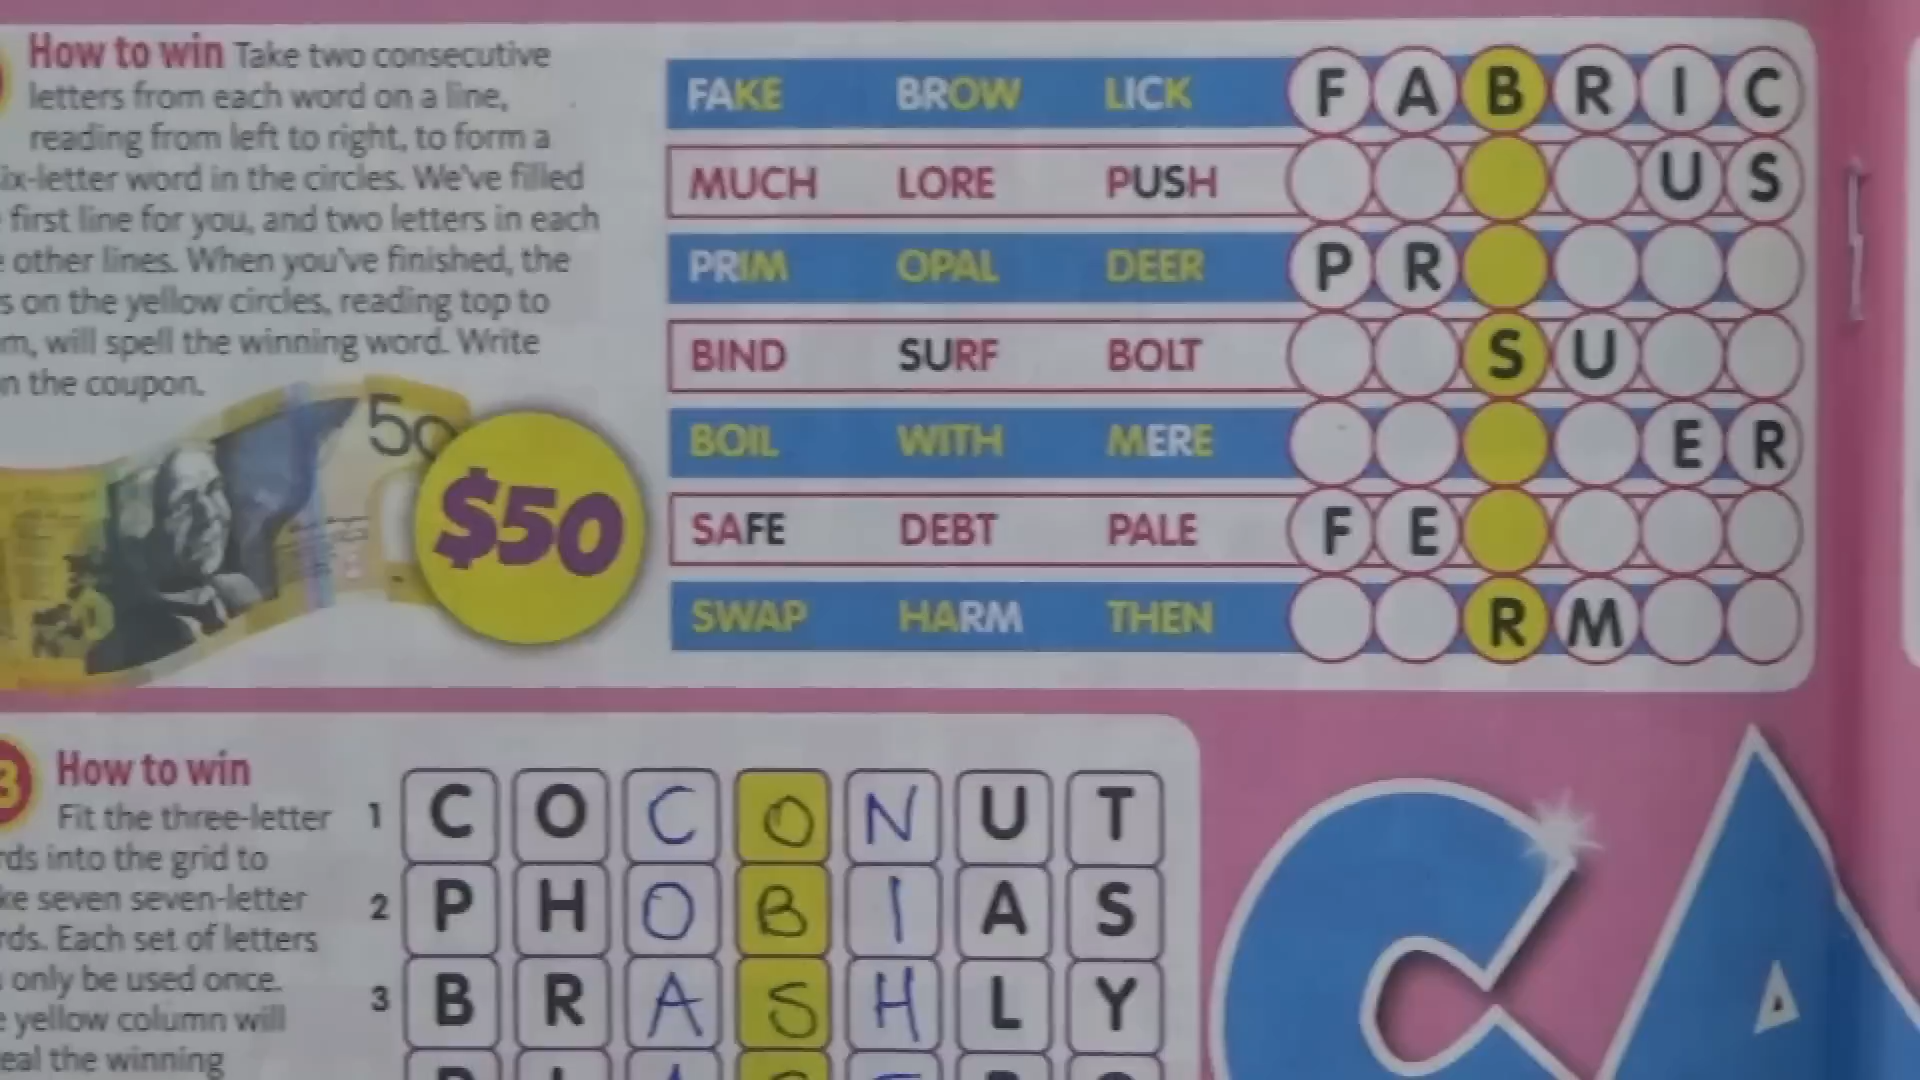 How to win Take two consecutive
letters from each word on a line,
reading from left to right, to form a
ix-letter word in the circles. We've filled
first line for you, and two letters in each
other lines. When you've finished, the
s on the yellow circles, reading top to
m, will spell the winning word. Write
n the coupon.
50
$50
FAKE BROW LICK F A B R I C
MUCH LORE PUSH U S
PRIM OPAL DEER P R
BIND SURF BOLT S U
BOIL WITH MERE E R
SAFE DEBT PALE F E
SWAP HARM THEN R M
3 How to win
Fit the three-letter
rds into the grid to
ke seven seven-letter
rds. Each set of letters
only be used once.
e yellow column will
eal the winning
1 C O C O N U T
2 P H O B I A S
3 B R A S H L Y
CA